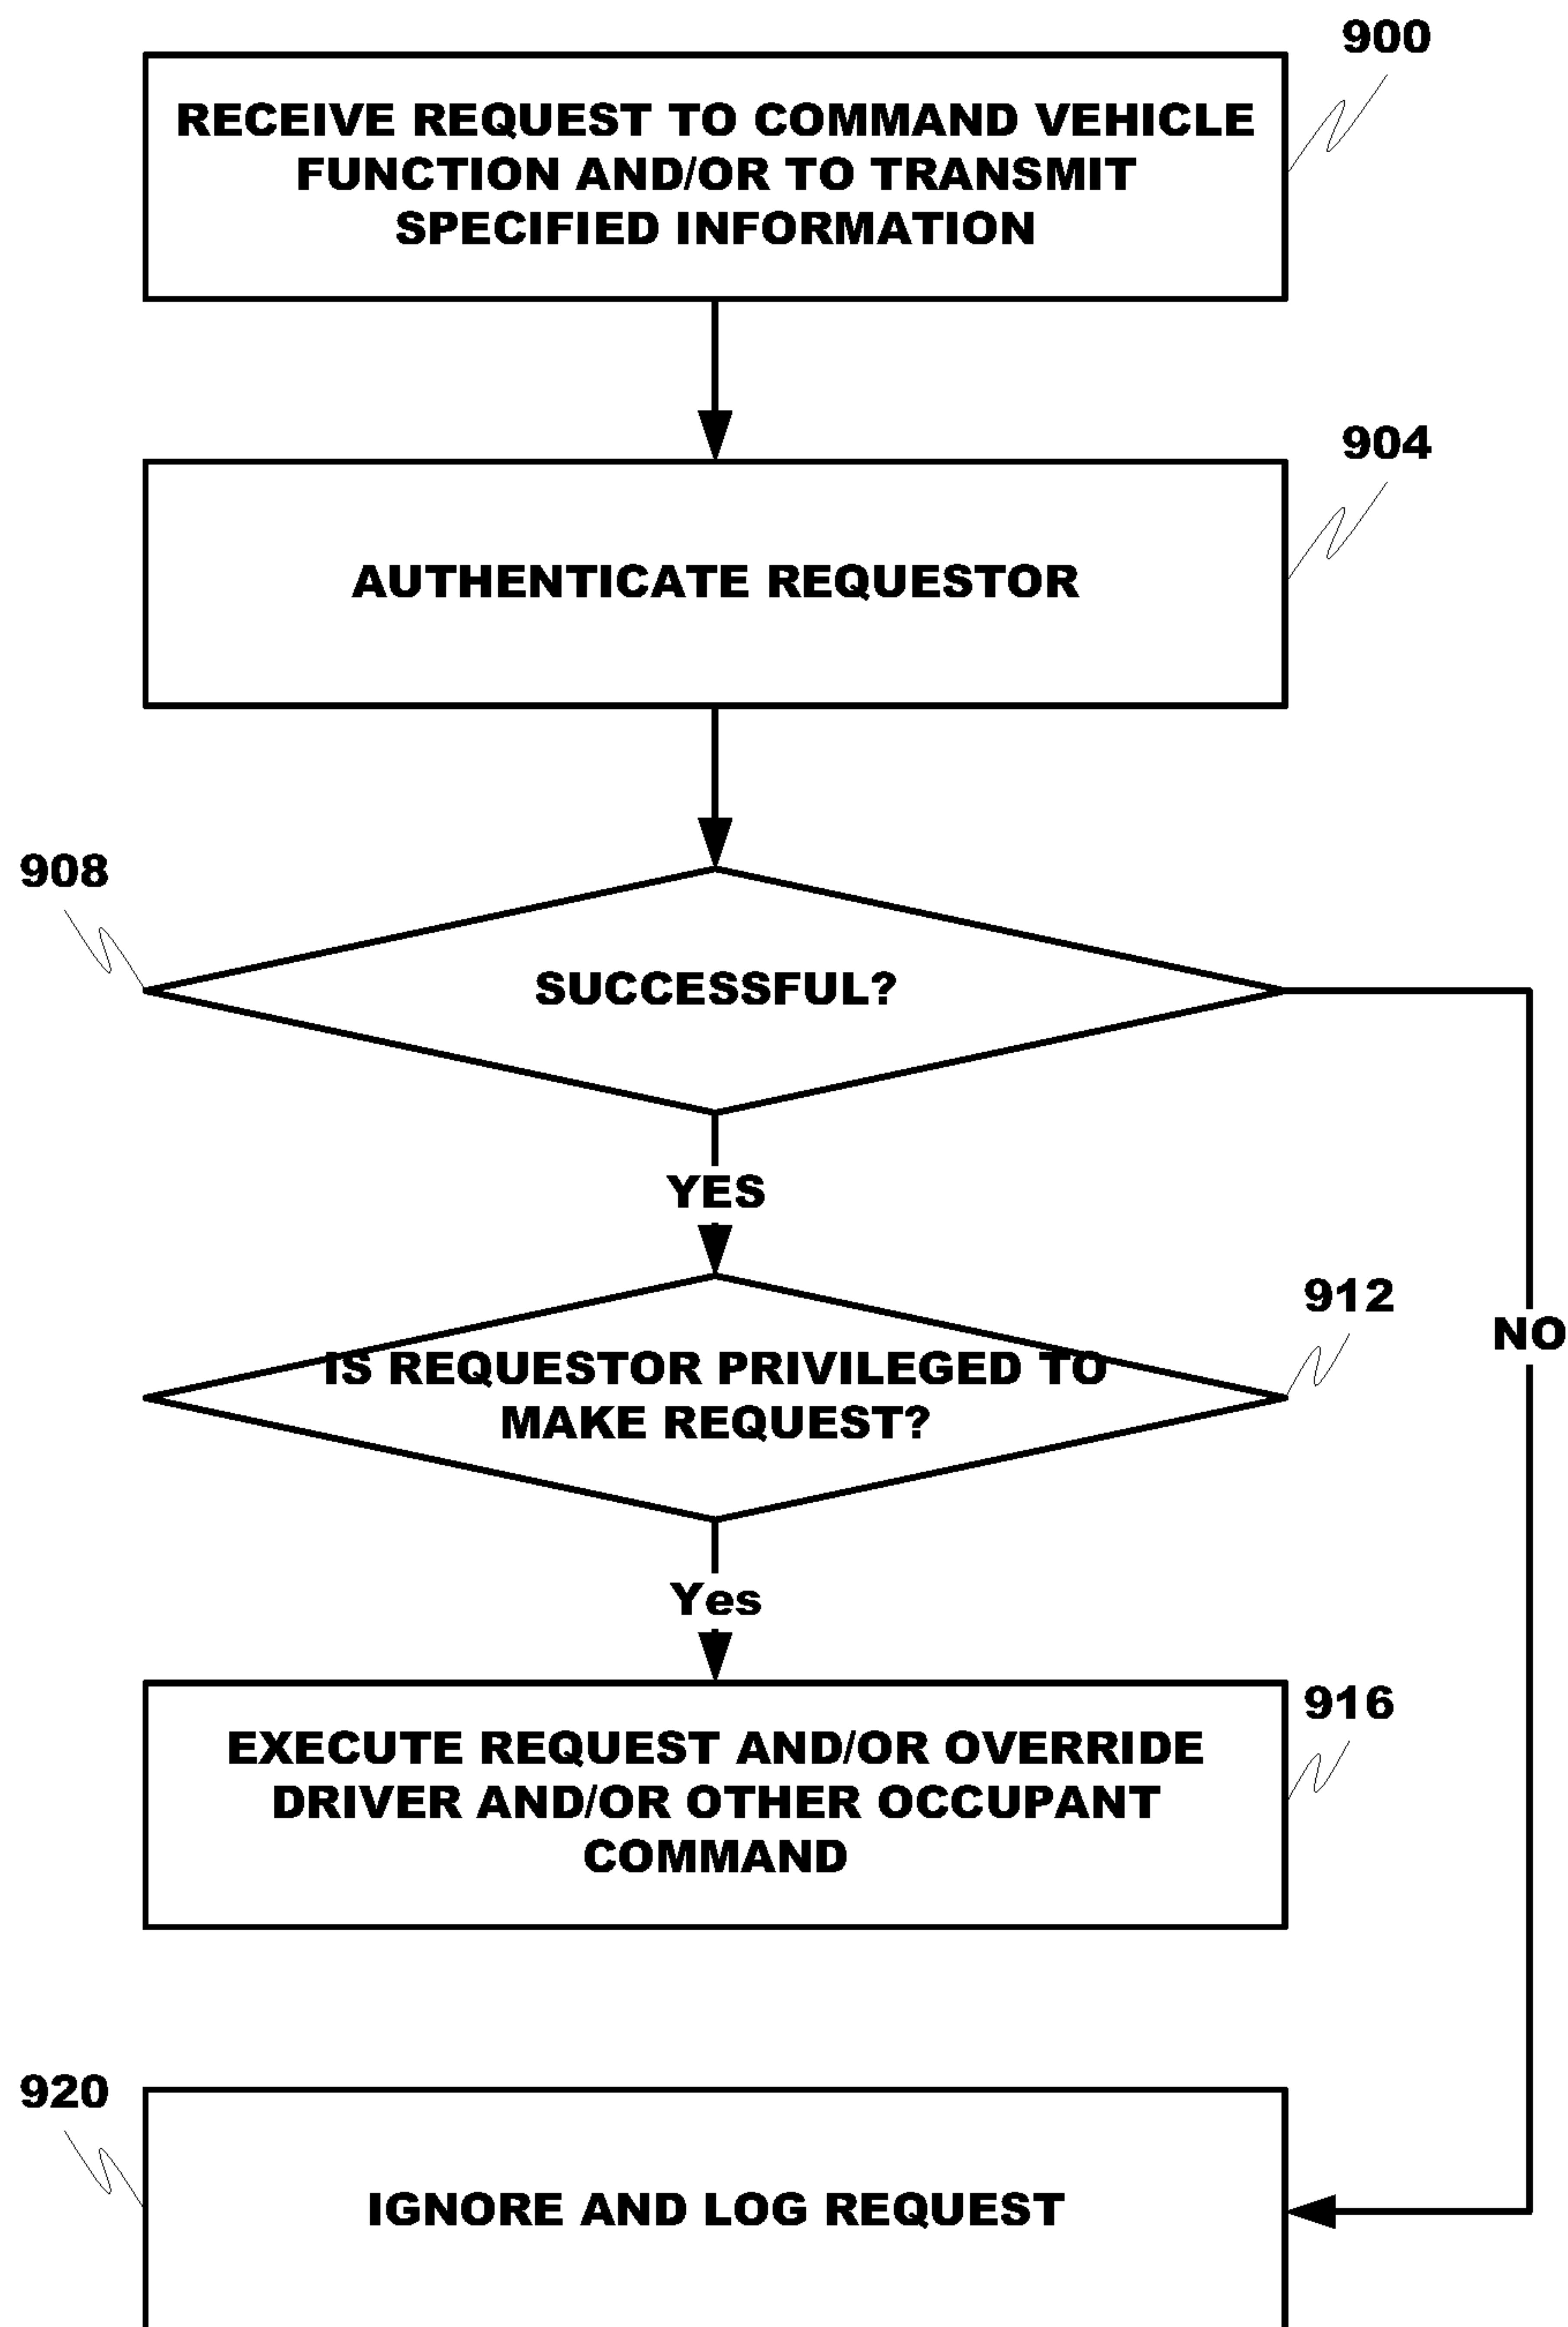 900
RECEIVE REQUEST TO COMMAND VEHICLE
FUNCTION AND/OR TO TRANSMIT
SPECIFIED INFORMATION
904
AUTHENTICATE REQUESTOR
908
SUCCESSFUL?
YES
912
NO
IS REQUESTOR PRIVILEGED TO
MAKE REQUEST?
Yes
916
EXECUTE REQUEST AND/OR OVERRIDE
DRIVER AND/OR OTHER OCCUPANT
COMMAND
920
IGNORE AND LOG REQUEST